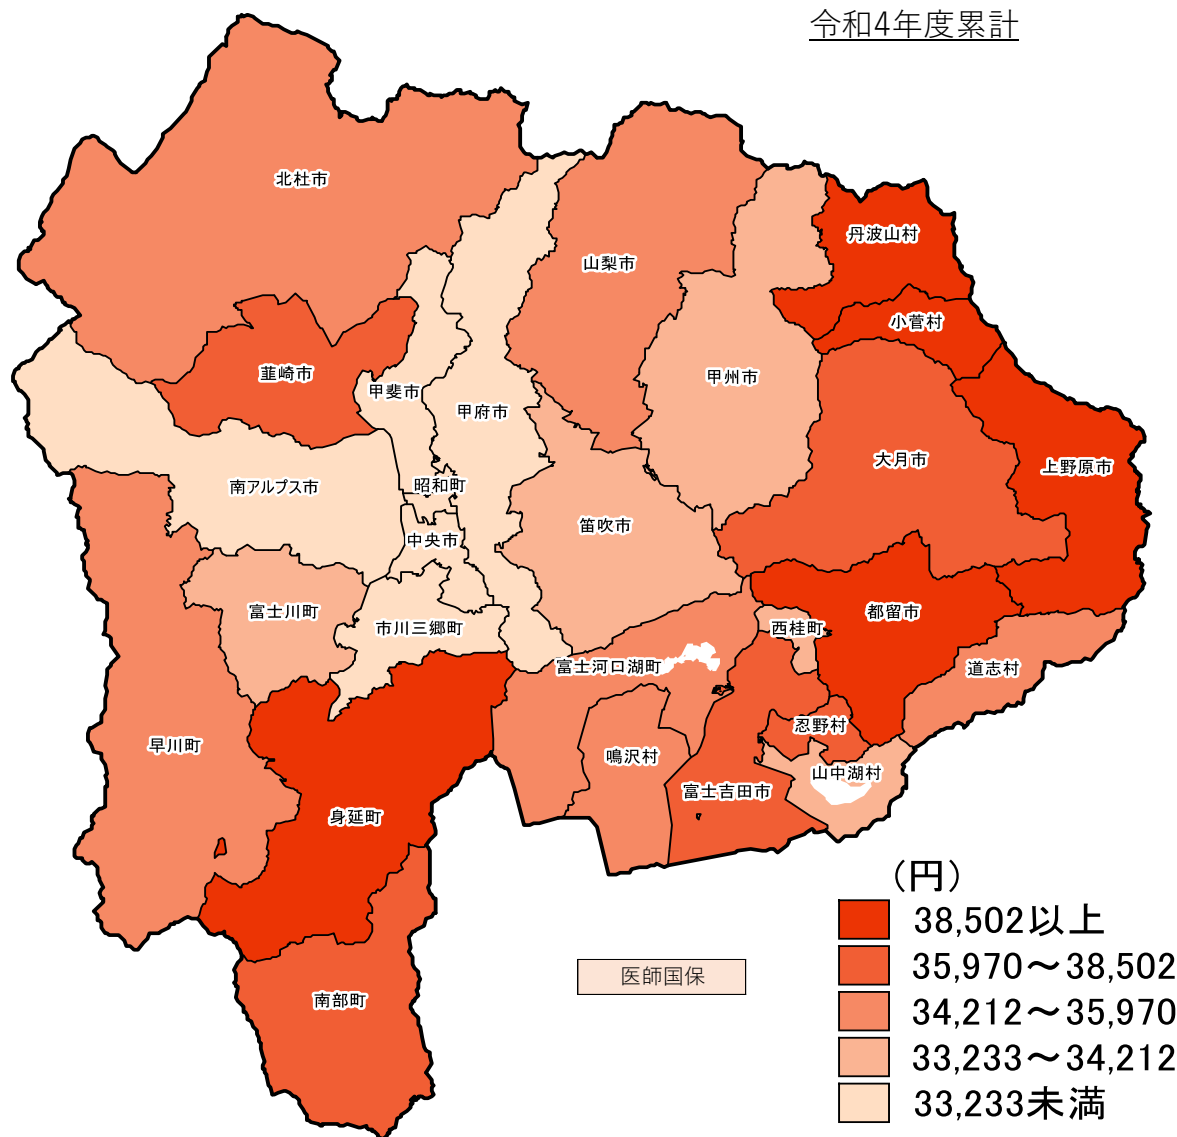 令和4年度累計
北杜市
丹波山村
山梨市
小菅村
韮崎市
甲斐市
甲府市
甲州市
大月市
上野原市
南アルプス市
昭和町
笛吹市
中央市
富士川町
市川三郷町
西桂町
都留市
富士河口湖町
道志村
早川町
忍野村
鳴沢村
山中湖村
富士吉田市
身延町
南部町
医師国保
（円）
38,502以上
35,970～38,502
34,212～35,970
33,233～34,212
33,233未満